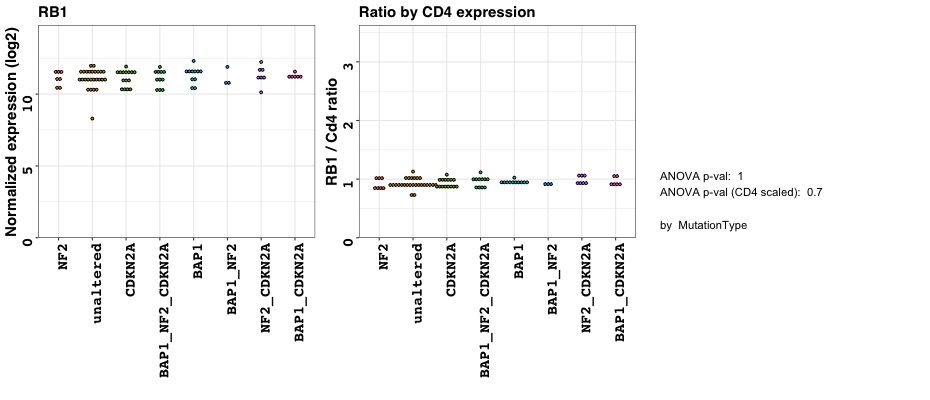 RB1
Normalized expression (log2)
10
5
0
NF2
unaltered
CDKN2A
BAP1_NF2_CDKN2A
BAP1
BAP1_NF2
NF2_CDKN2A
BAP1_CDKN2A
Ratio by CD4 expression
RB1 / Cd4 ratio
3
2
1
0
NF2
unaltered
CDKN2A
BAP1_NF2_CDKN2A
BAP1
BAP1_NF2
NF2_CDKN2A
BAP1_CDKN2A
ANOVA p-val: 1
ANOVA p-val (CD4 scaled): 0.7
by MutationType